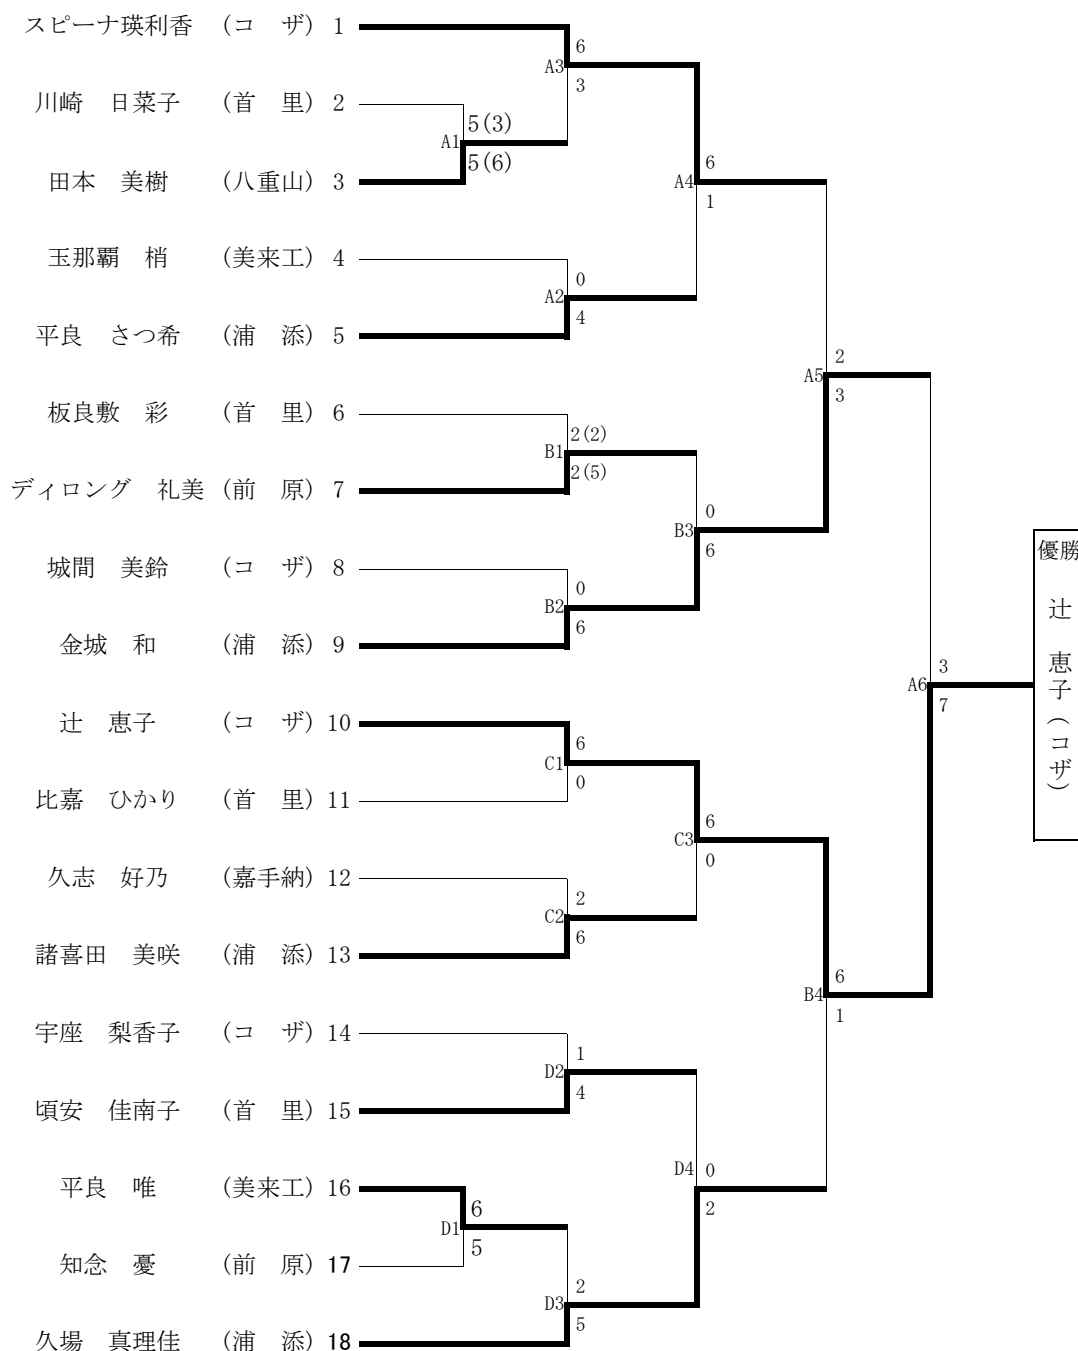 スピーナ瑛利香 (コ ザ) 1
6
A3
3
川崎 日菜子 (首 里) 2
5(3)
A1
5(6)
田本 美樹 (八重山) 3
6
A4
1
玉那覇 梢 (美来工) 4
0
A2
4
平良 さつ希 (浦 添) 5
2
A5
3
板良敷 彩 (首 里) 6
2(2)
B1
2(5)
ディロング 礼美 (前 原) 7
0
B3
6
城間 美鈴 (コ ザ) 8
0
B2
6
金城 和 (浦 添) 9
3
A6
7
優勝
辻 恵子(コザ)
辻 恵子 (コ ザ) 10
6
C1
0
比嘉 ひかり (首 里) 11
6
C3
0
久志 好乃 (嘉手納) 12
2
C2
6
諸喜田 美咲 (浦 添) 13
6
B4
1
宇座 梨香子 (コ ザ) 14
1
D2
4
頃安 佳南子 (首 里) 15
0
D4
2
平良 唯 (美来工) 16
6
D1
5
知念 憂 (前 原) 17
2
D3
5
久場 真理佳 (浦 添) 18